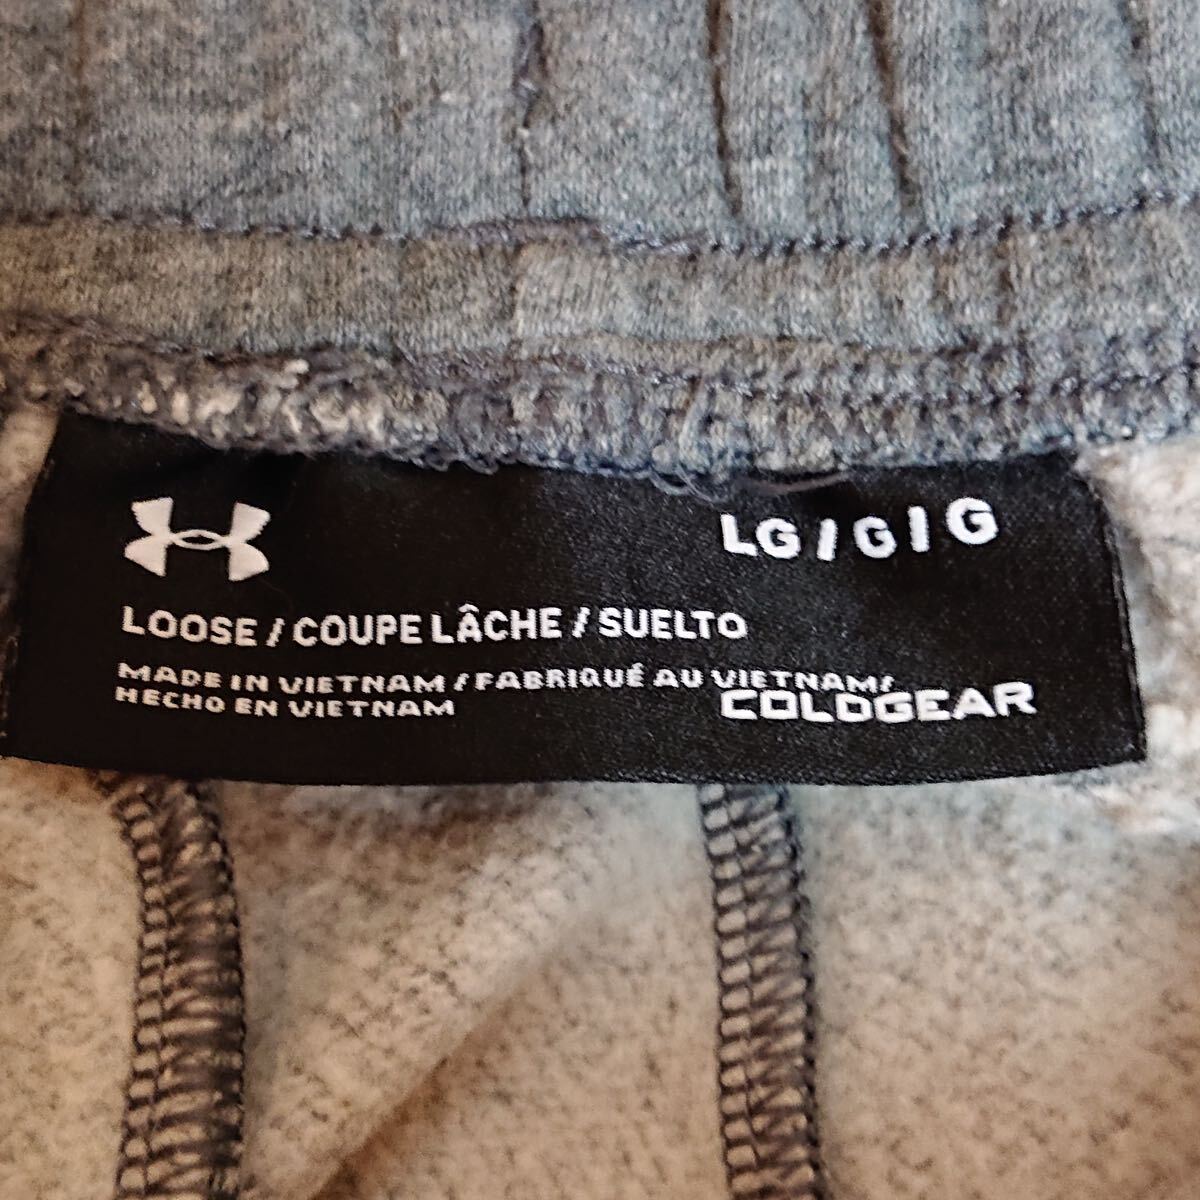 LG / G / G
LOOSE / COUPE LÂCHE / SUELTO
MADE IN VIETNAM / FABRIQUÉ AU VIETNAM/
HECHO EN VIETNAM
COLDGEAR